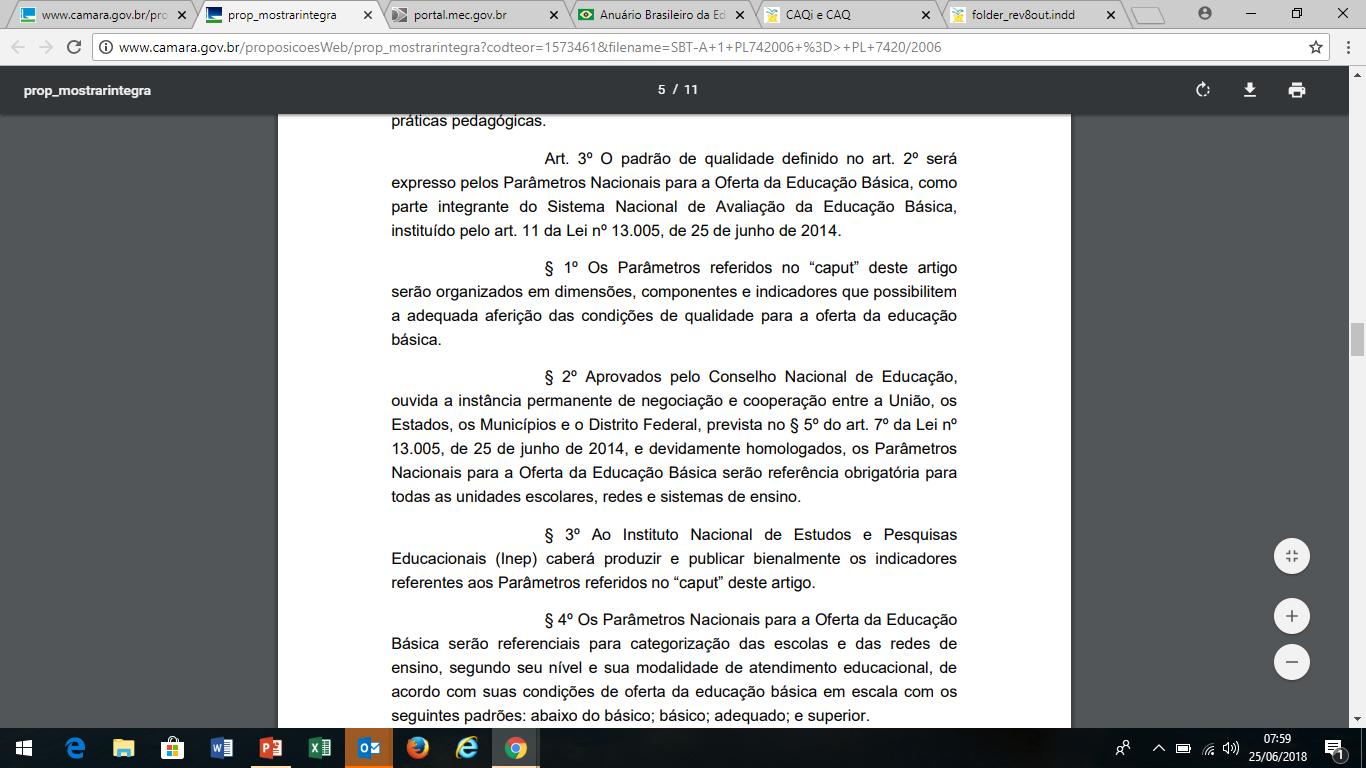 www.camara.gov.br/pro
prop_mostrarintegra
portal.mec.gov.br
Anuário Brasileiro da Ed
CAQi e CAQ
folder_rev8out.indd
www.camara.gov.br/proposicoesWeb/prop_mostrarintegra?codteor=1573461&filename=SBT-A+1+PL742006+%3D>+PL+7420/2006
prop_mostrarintegra
5 / 11
práticas pedagógicas.
Art. 3º O padrão de qualidade definido no art. 2º será
expresso pelos Parâmetros Nacionais para a Oferta da Educação Básica, como
parte integrante do Sistema Nacional de Avaliação da Educação Básica,
instituído pelo art. 11 da Lei nº 13.005, de 25 de junho de 2014.
§ 1º Os Parâmetros referidos no “caput” deste artigo
serão organizados em dimensões, componentes e indicadores que possibilitem
a adequada aferição das condições de qualidade para a oferta da educação
básica.
§ 2º Aprovados pelo Conselho Nacional de Educação,
ouvida a instância permanente de negociação e cooperação entre a União, os
Estados, os Municípios e o Distrito Federal, prevista no § 5º do art. 7º da Lei nº
13.005, de 25 de junho de 2014, e devidamente homologados, os Parâmetros
Nacionais para a Oferta da Educação Básica serão referência obrigatória para
todas as unidades escolares, redes e sistemas de ensino.
§ 3º Ao Instituto Nacional de Estudos e Pesquisas
Educacionais (Inep) caberá produzir e publicar bienalmente os indicadores
referentes aos Parâmetros referidos no “caput” deste artigo.
§ 4º Os Parâmetros Nacionais para a Oferta da Educação
Básica serão referenciais para categorização das escolas e das redes de
ensino, segundo seu nível e sua modalidade de atendimento educacional, de
acordo com suas condições de oferta da educação básica em escala com os
seguintes padrões: abaixo do básico; básico; adequado; e superior.
07:59
25/06/2018
1